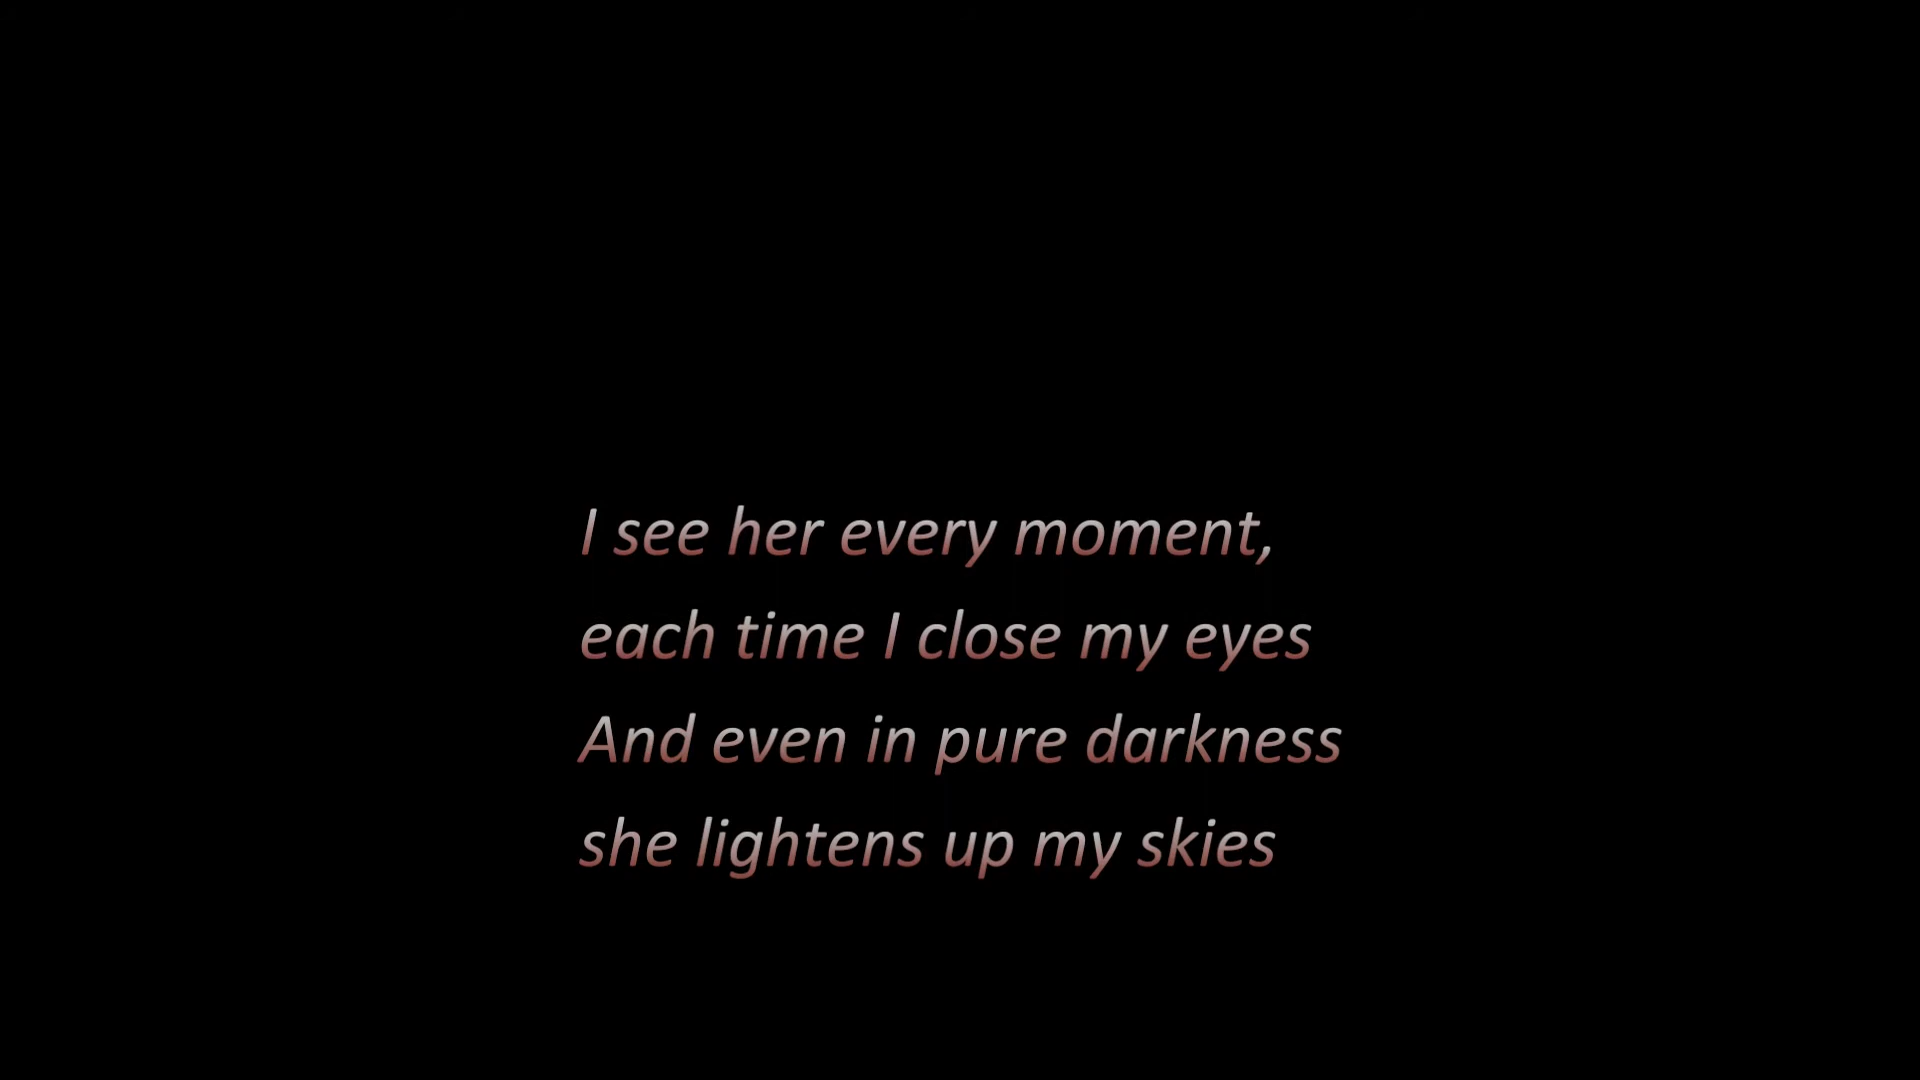 I see her every moment,
each time I close my eyes
And even in pure darkness
she lightens up my skies